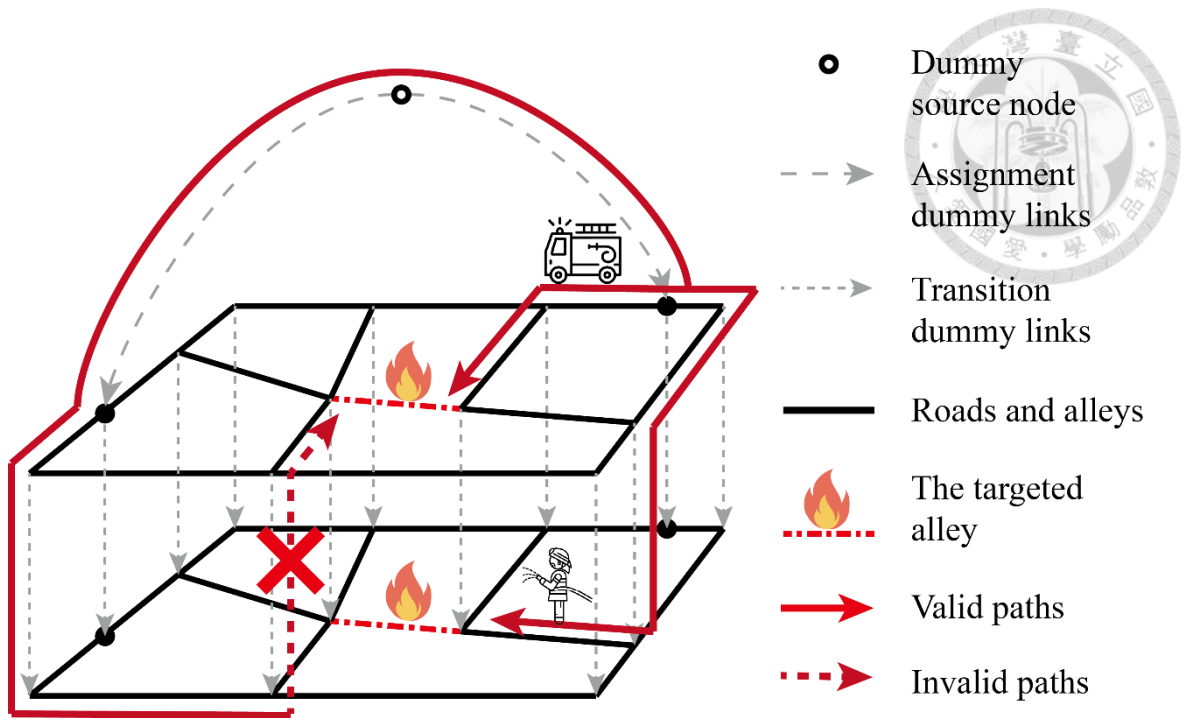 Dummy
source node
Assignment
dummy links
Transition
dummy links
Roads and alleys
The targeted
alley
Valid paths
Invalid paths